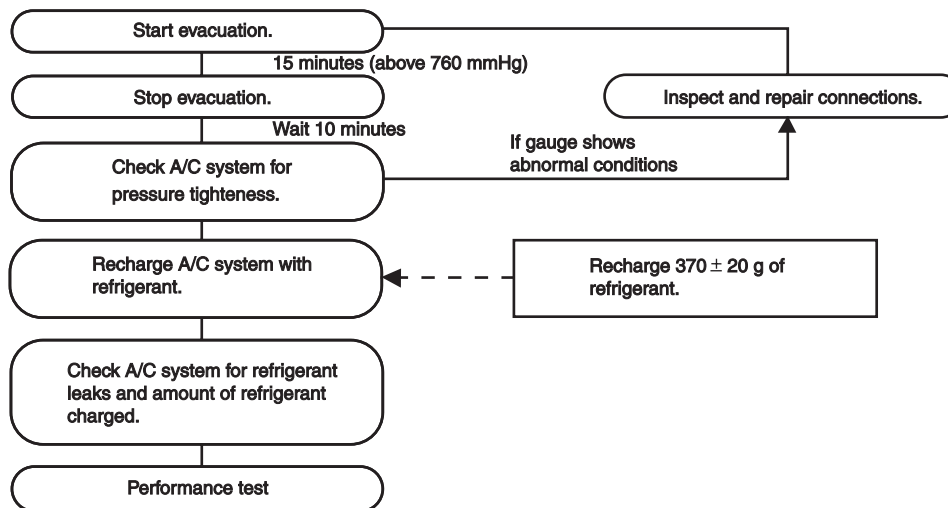 Start evacuation.
15 minutes (above 760 mmHg)
Stop evacuation.
Inspect and repair connections.
Wait 10 minutes
If gauge shows
abnormal conditions
Check A/C system for
pressure tighteness.
Recharge A/C system with
refrigerant.
Recharge 370 ± 20 g of
refrigerant.
Check A/C system for refrigerant
leaks and amount of refrigerant
charged.
Performance test